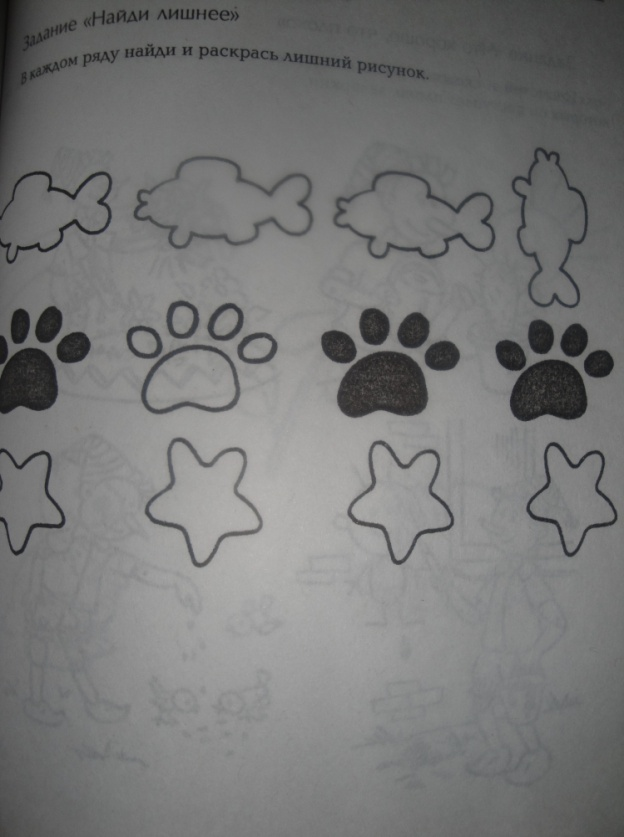 Задание «Найди лишнее»
В каждом ряду найди и раскрась лишний рисунок.